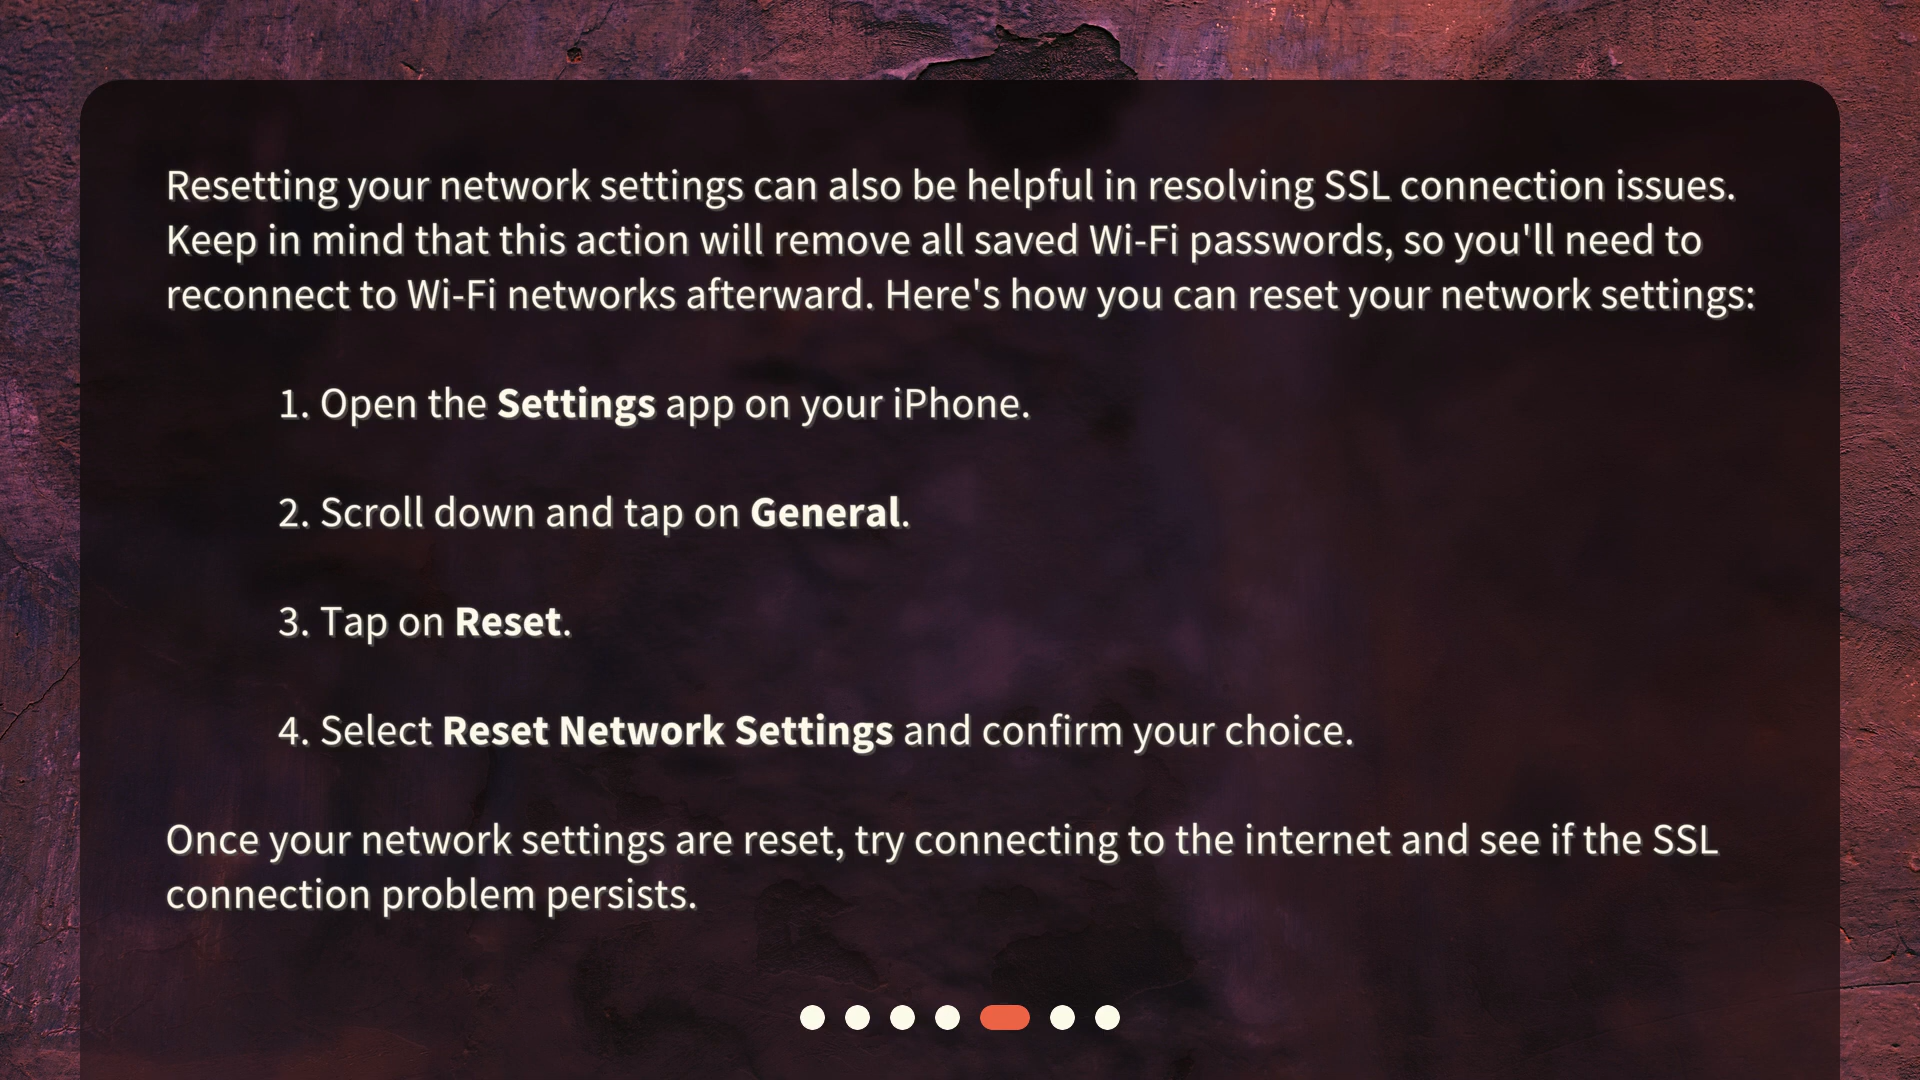 Resetting your network settings can also be helpful in resolving SSL connection issues.
Keep in mind that this action will remove all saved Wi-Fi passwords, so you'll need to
reconnect to Wi-Fi networks afterward. Here's how you can reset your network settings:
1. Open the Settings app on your iPhone.
2. Scroll down and tap on General.
3. Tap on Reset.
4. Select Reset Network Settings and confirm your choice.
Once your network settings are reset, try connecting to the internet and see if the SSL
connection problem persists.